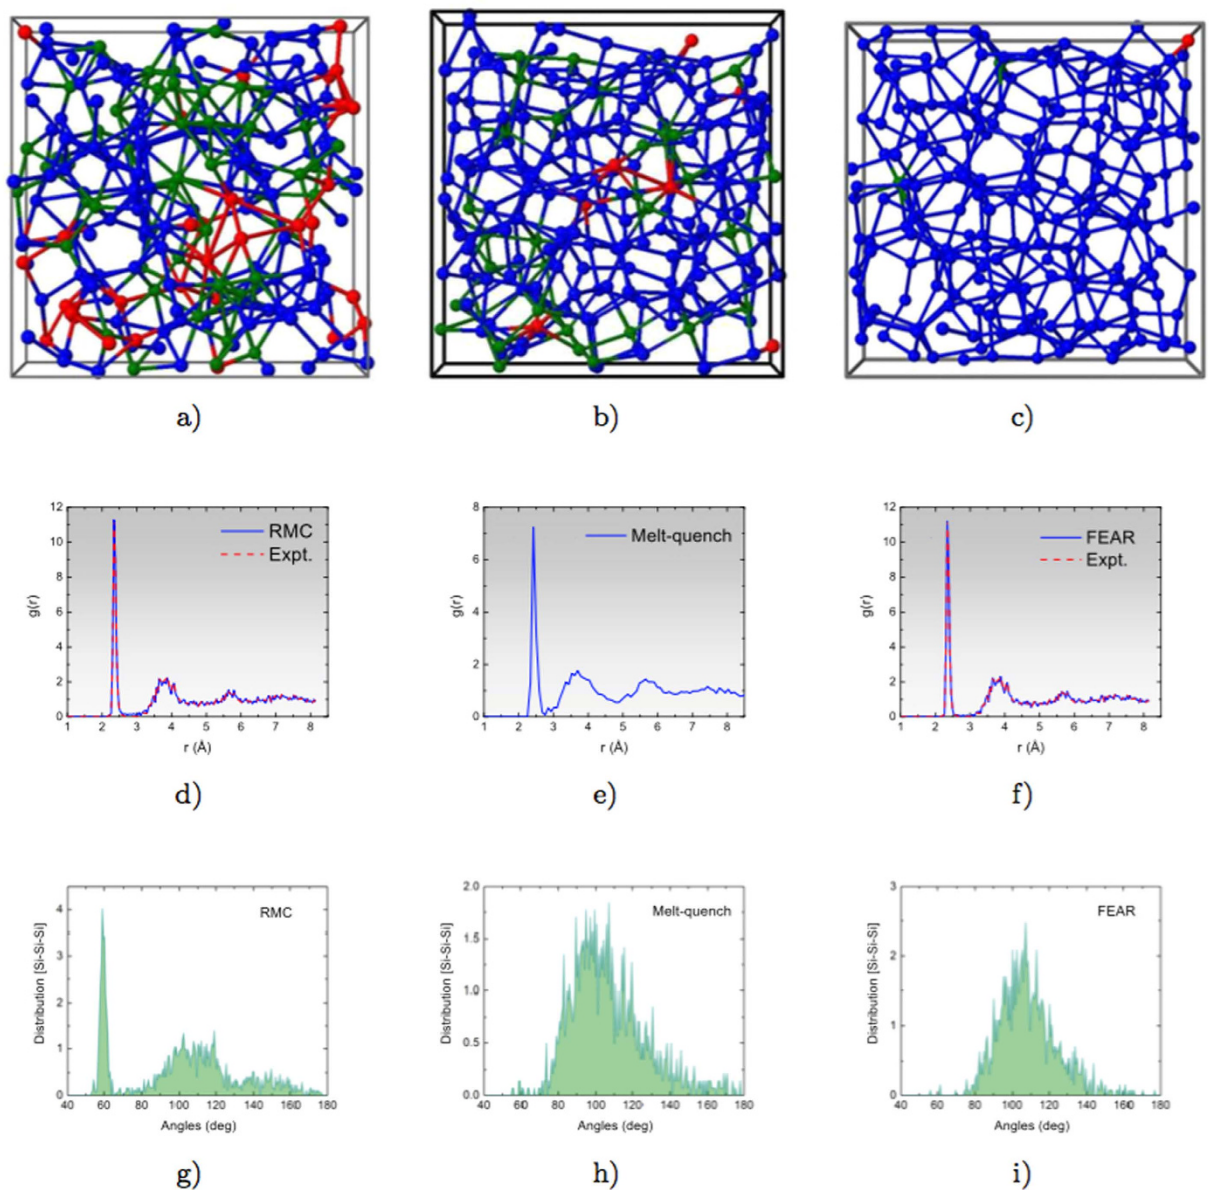 a)
b)
c)
12
10
8
6
4
2
0
g(r)
RMC
Expt.
1 2 3 4 5 6 7 8
r (Å)
8
6
4
2
0
g(r)
Melt-quench
1 2 3 4 5 6 7 8
r (Å)
12
10
8
6
4
2
0
g(r)
FEAR
Expt.
1 2 3 4 5 6 7 8
r (Å)
d)
e)
f)
4
3
2
1
0
Distribution [Si-Si-Si]
RMC
40 60 80 100 120 140 160 180
Angles (deg)
2.0
1.5
1.0
0.5
0.0
Distribution [Si-Si-Si]
Melt-quench
40 60 80 100 120 140 160 180
Angles (deg)
3
2
1
0
Distribution [Si-Si-Si]
FEAR
40 60 80 100 120 140 160 180
Angles (deg)
g)
h)
i)